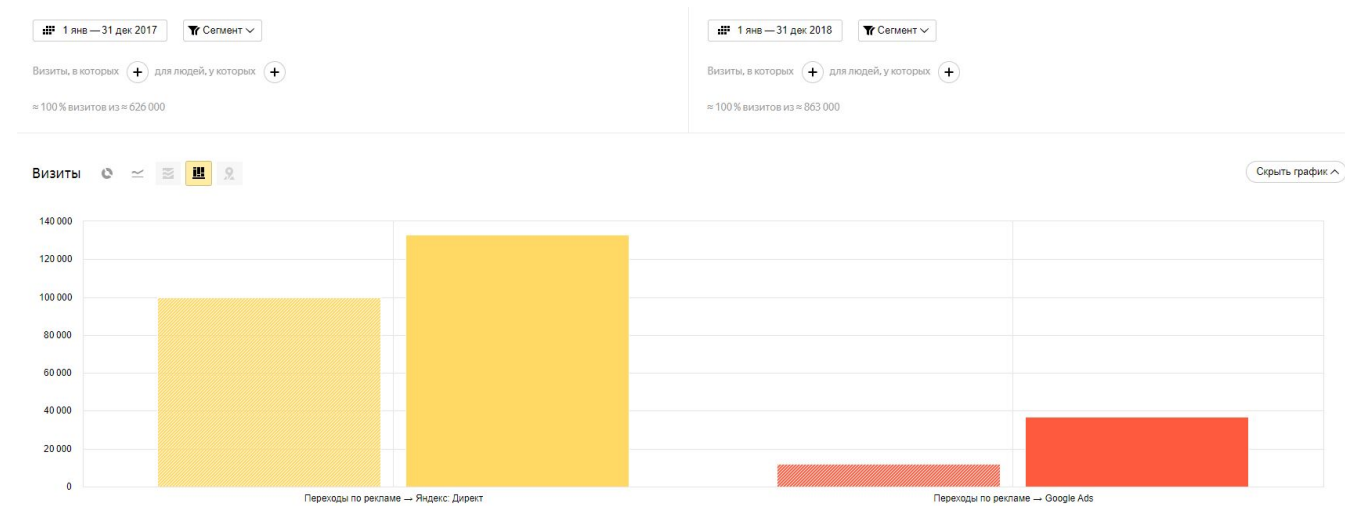 1 янв — 31 дек 2017 Сегмент
Визиты, в которых + для людей, у которых +
≈ 100 % визитов из ≈ 626 000
1 янв — 31 дек 2018 Сегмент
Визиты, в которых + для людей, у которых +
≈ 100 % визитов из ≈ 863 000
Визиты
Скрыть график
140 000
120 000
100 000
80 000
60 000
40 000
20 000
0
Переходы по рекламе → Яндекс: Директ
Переходы по рекламе → Google Ads